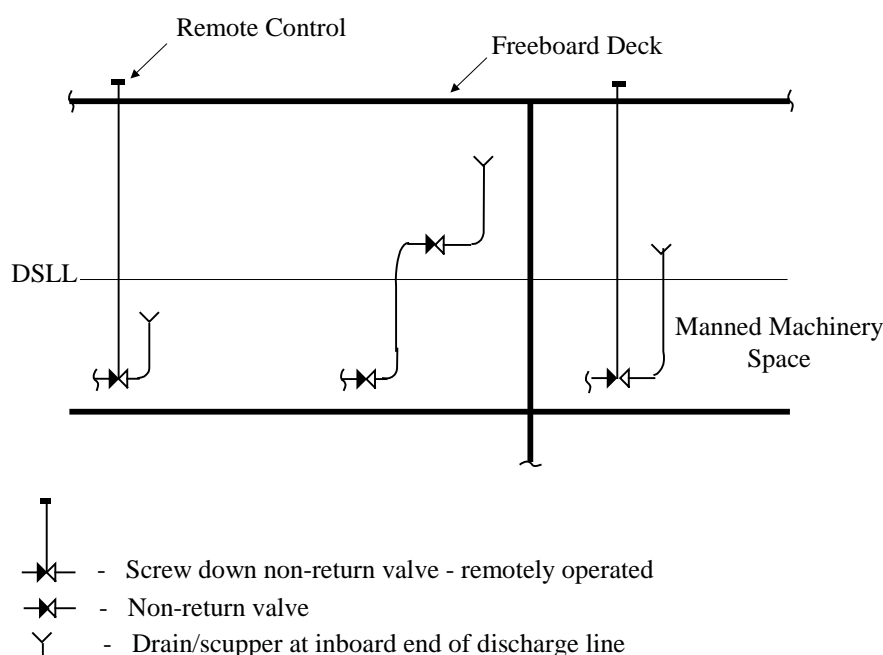 Remote Control
Freeboard Deck
DSLL
Manned Machinery
Space
- Screw down non-return valve - remotely operated
- Non-return valve
- Drain/scupper at inboard end of discharge line